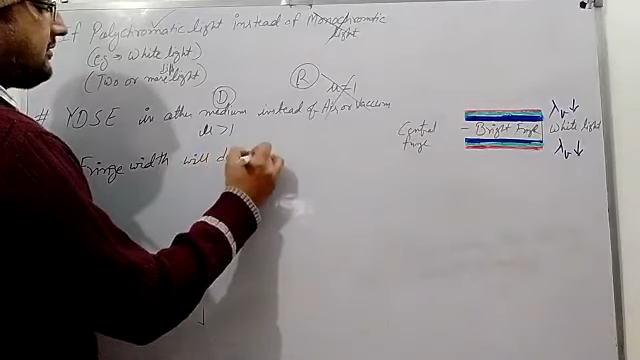 If Polychromatic light instead of Monochromatic light
(eg → White light)
(Two or more light)
D
R
μ≠1
# YDSE in other medium instead of Air or Vaccum
μ>1
Fringe width will d
Central fringe
- Bright Fringe
White light
λv↓
λv↓